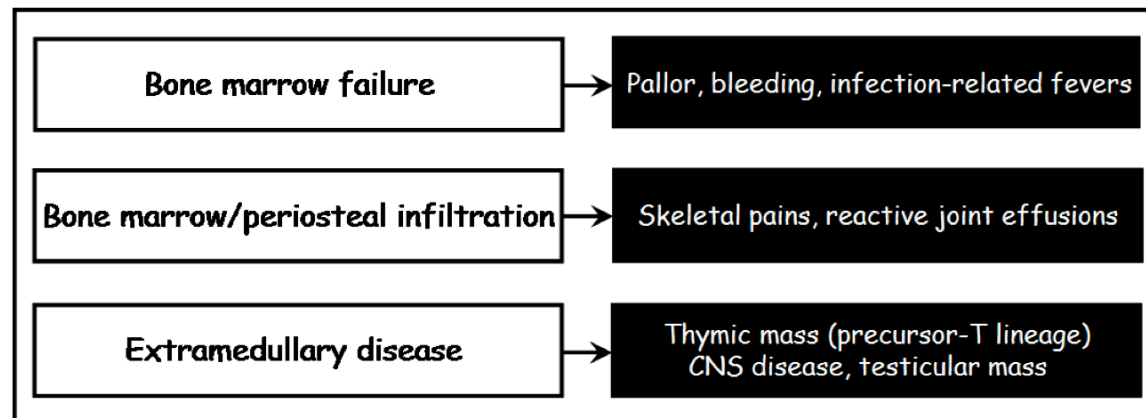 Bone marrow failure
Pallor, bleeding, infection-related fevers
Bone marrow/periosteal infiltration
Skeletal pains, reactive joint effusions
Extramedullary disease
Thymic mass (precursor-T lineage)
CNS disease, testicular mass